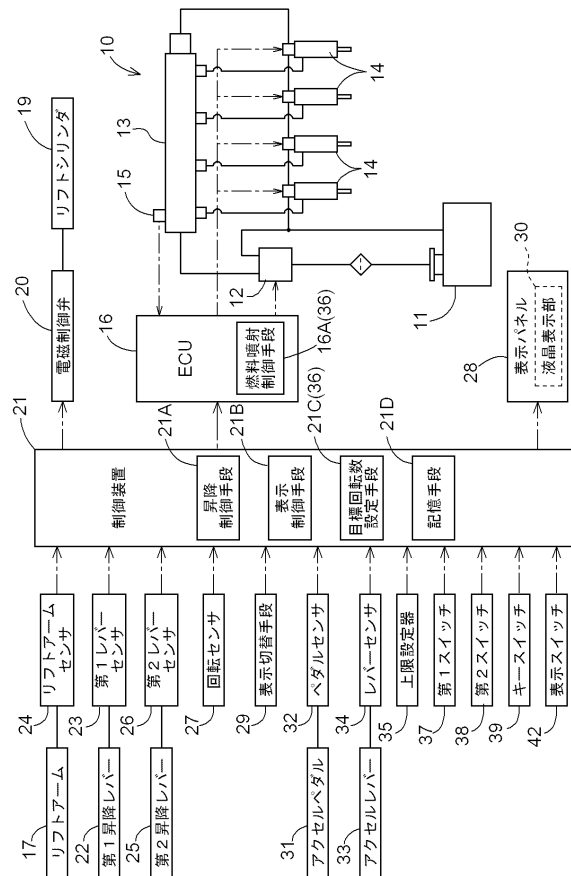 19
リフトシリンダ
20
電磁制御弁
21
制御装置
21A
昇降
制御手段
21B
表示
制御手段
21C(36)
目標回転数
設定手段
21D
記憶手段
10
13
15
14
14
16
ECU
燃料噴射
制御手段
16A(36)
12
11
28
表示パネル
30
液晶表示部
24
リフトアーム
センサ
17
リフトアーム
23
第1レバー
センサ
22
第1昇降レバー
26
第2レバー
センサ
25
第2昇降レバー
27
回転センサ
29
表示切替手段
32
ペダルセンサ
31
アクセルペダル
34
レバーセンサ
33
アクセルレバー
35
上限設定器
37
第1スイッチ
38
第2スイッチ
39
キースイッチ
42
表示スイッチ